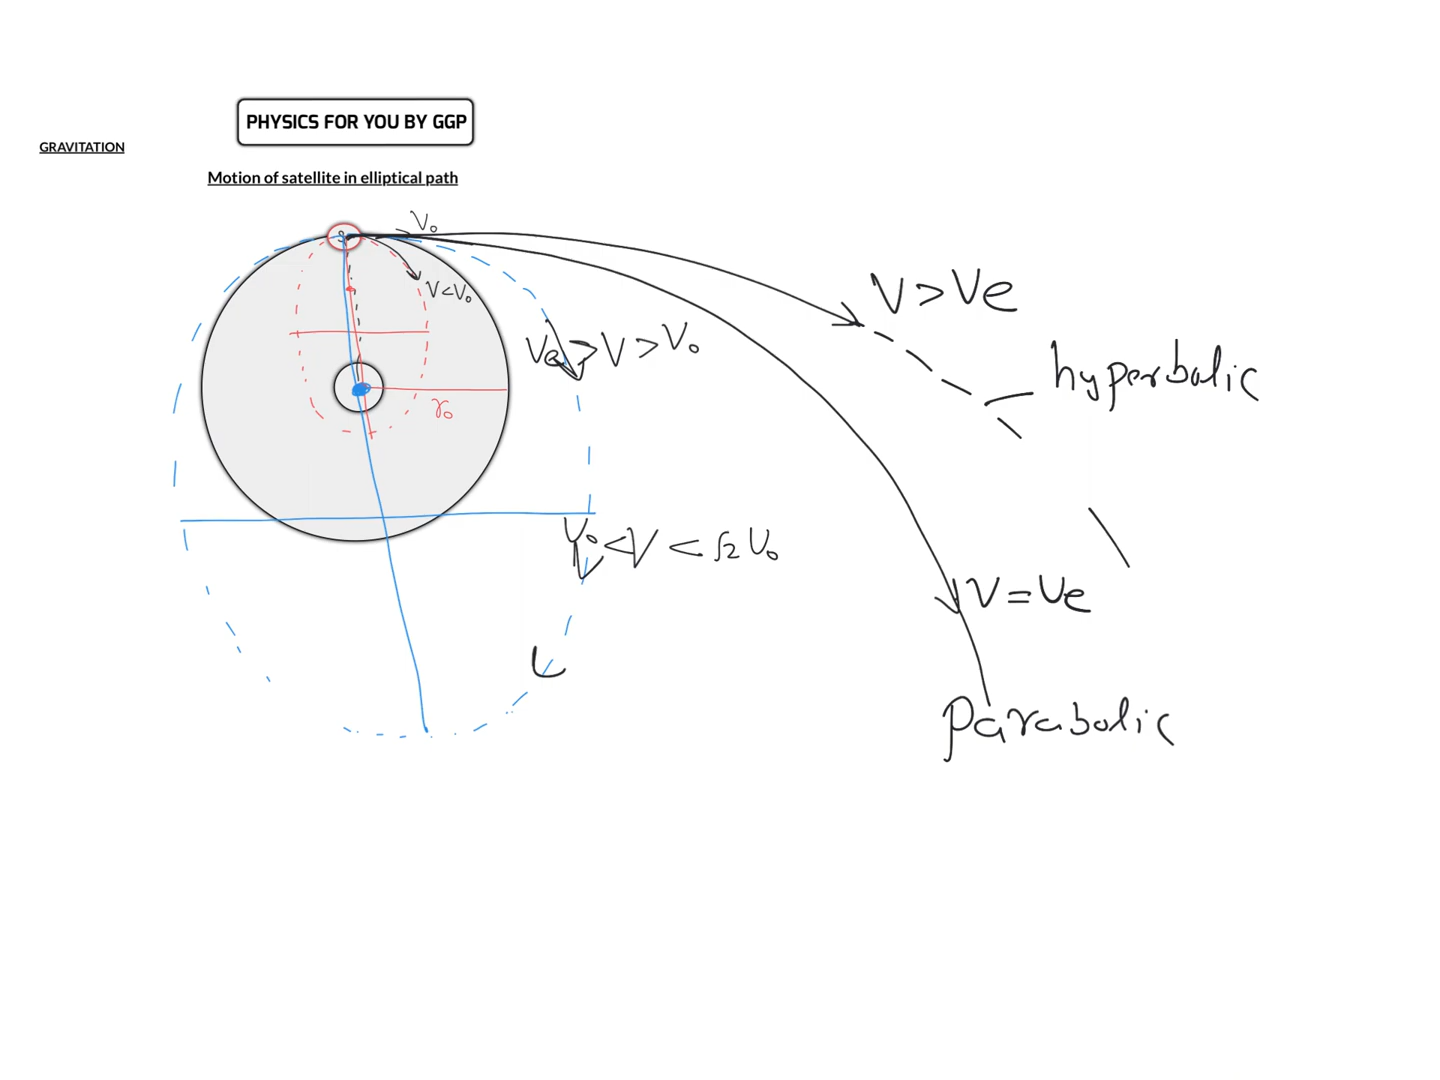 PHYSICS FOR YOU BY GGP
GRAVITATION
Motion of satellite in elliptical path
V₀
S
V<V₀
V>Ve
Ve>V>V₀
hyperbolic
r₀
V₀<V<√2 V₀
V=Ve
Parabolic